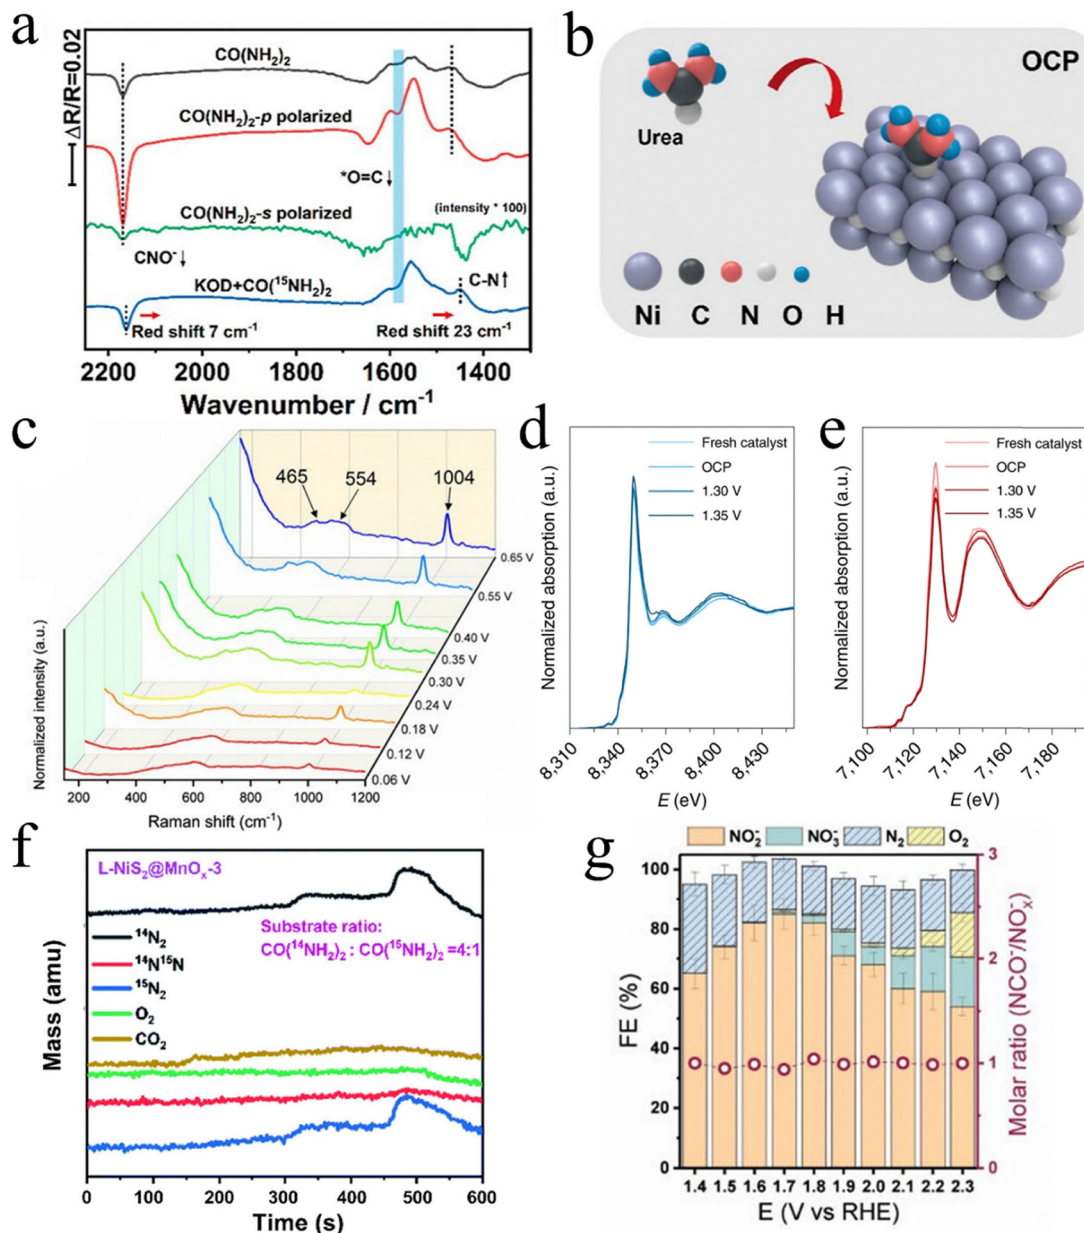 a
ΔR/R=0.02
CO(NH₂)₂
CO(NH₂)₂-p polarized
*O=C↓
CO(NH₂)₂-s polarized
(intensity * 100)
CNO⁻↓
KOD+CO(¹⁵NH₂)₂
C-N↑
Red shift 7 cm⁻¹
Red shift 23 cm⁻¹
2200 2000 1800 1600 1400
Wavenumber / cm⁻¹
b
OCP
Urea
Ni C N O H
c
465
554
1004
0.65 V
0.55 V
0.40 V
0.35 V
0.30 V
0.24 V
0.18 V
0.12 V
0.06 V
Normalized intensity (a.u.)
200 400 600 800 1000 1200
Raman shift (cm⁻¹)
d
Fresh catalyst
OCP
1.30 V
1.35 V
Normalized absorption (a.u.)
8,310 8,340 8,370 8,400 8,430
E (eV)
e
Fresh catalyst
OCP
1.30 V
1.35 V
Normalized absorption (a.u.)
7,100 7,120 7,140 7,160 7,180
E (eV)
f
L-NiS₂@MnOₓ-3
Substrate ratio:
CO(¹⁴NH₂)₂ : CO(¹⁵NH₂)₂ =4:1
¹⁴N₂
¹⁴N¹⁵N
¹⁵N₂
O₂
CO₂
Mass (amu)
0 100 200 300 400 500 600
Time (s)
g
NO₂⁻ NO₃⁻ N₂ O₂
100
80
60
40
20
0
FE (%)
3
2
1
0
Molar ratio (NCO⁻/NOₓ⁻)
1.4 1.5 1.6 1.7 1.8 1.9 2.0 2.1 2.2 2.3
E (V vs RHE)